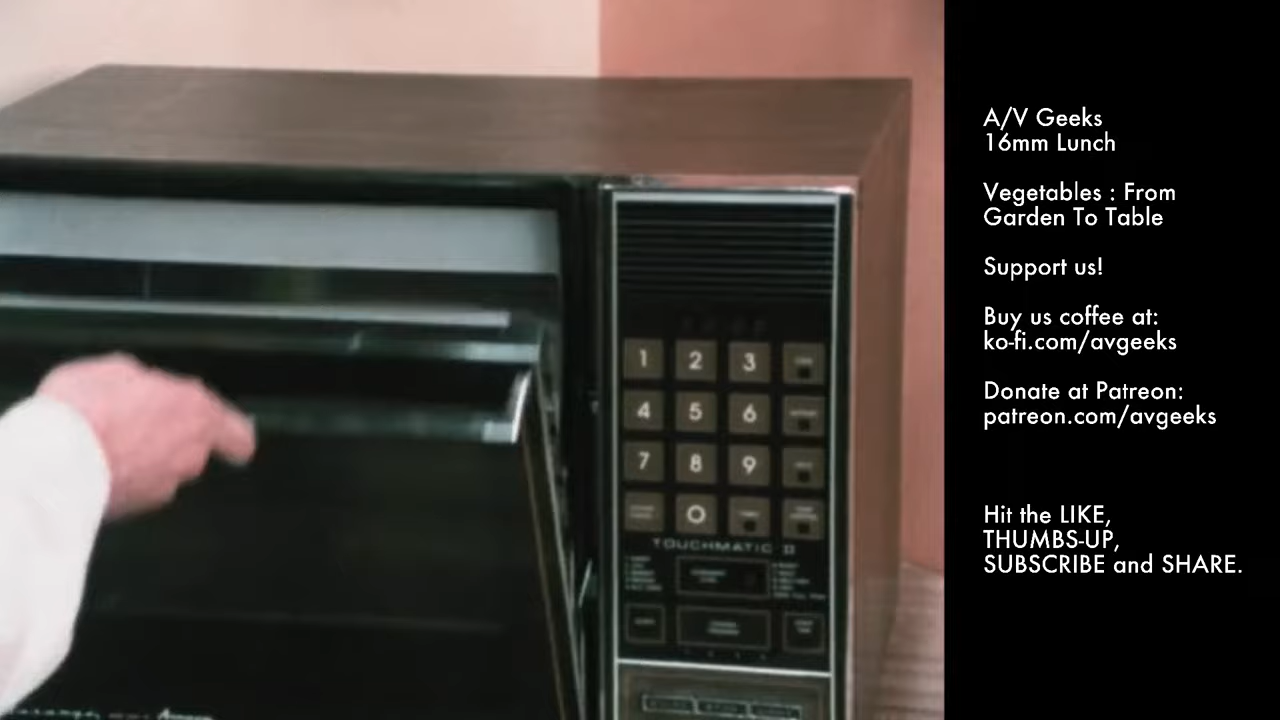 1 2 3
4 5 6
7 8 9
0
TOUCHMATIC II
A/V Geeks
16mm Lunch
Vegetables : From
Garden To Table
Support us!
Buy us coffee at:
ko-fi.com/avgeeks
Donate at Patreon:
patreon.com/avgeeks
Hit the LIKE,
THUMBS-UP,
SUBSCRIBE and SHARE.